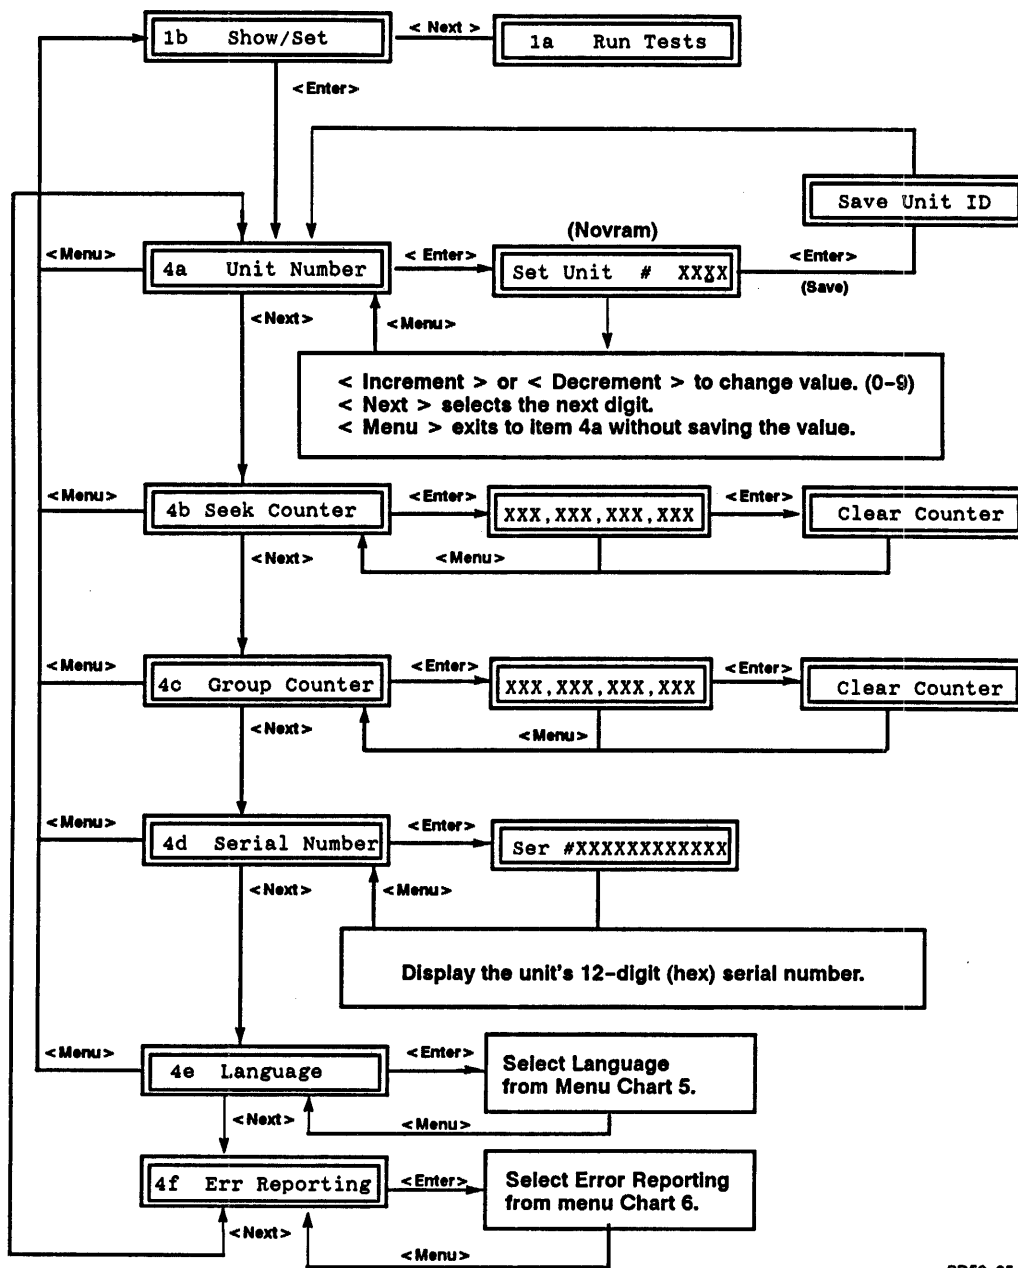 1b Show/Set
< Next >
1a Run Tests
<Enter>
Save Unit ID
<Menu>
4a Unit Number
< Enter>
(Novram)
Set Unit # XXXX
<Enter>
(Save)
<Next>
<Menu>
< Increment > or < Decrement > to change value. (0-9)
< Next > selects the next digit.
< Menu > exits to item 4a without saving the value.
<Menu>
4b Seek Counter
<Enter>
XXX,XXX,XXX,XXX
<Enter>
Clear Counter
<Next>
<Menu>
<Menu>
4c Group Counter
<Enter>
XXX,XXX,XXX,XXX
<Enter>
Clear Counter
<Next>
<Menu>
<Menu>
4d Serial Number
<Enter>
Ser #XXXXXXXXXXXX
<Next>
<Menu>
Display the unit's 12-digit (hex) serial number.
<Menu>
4e Language
<Enter>
Select Language
from Menu Chart 5.
<Next>
<Menu>
4f Err Reporting
<Enter>
Select Error Reporting
from menu Chart 6.
<Next>
<Menu>